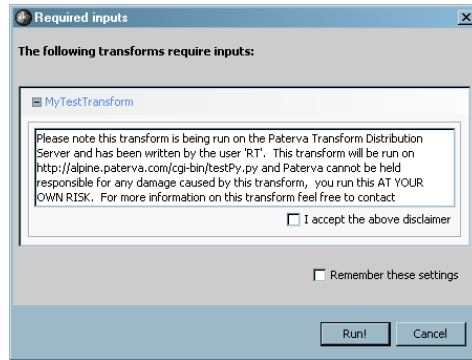 Required inputs
The following transforms require inputs:
MyTestTransform
Please note this transform is being run on the Paterva Transform Distribution
Server and has been written by the user 'RT'. This transform will be run on
http://alpine.paterva.com/cgi-bin/testPy.py and Paterva cannot be held
responsible for any damage caused by this transform, you run this AT YOUR
OWN RISK. For more information on this transform feel free to contact
I accept the above disclaimer
Remember these settings
Run! Cancel